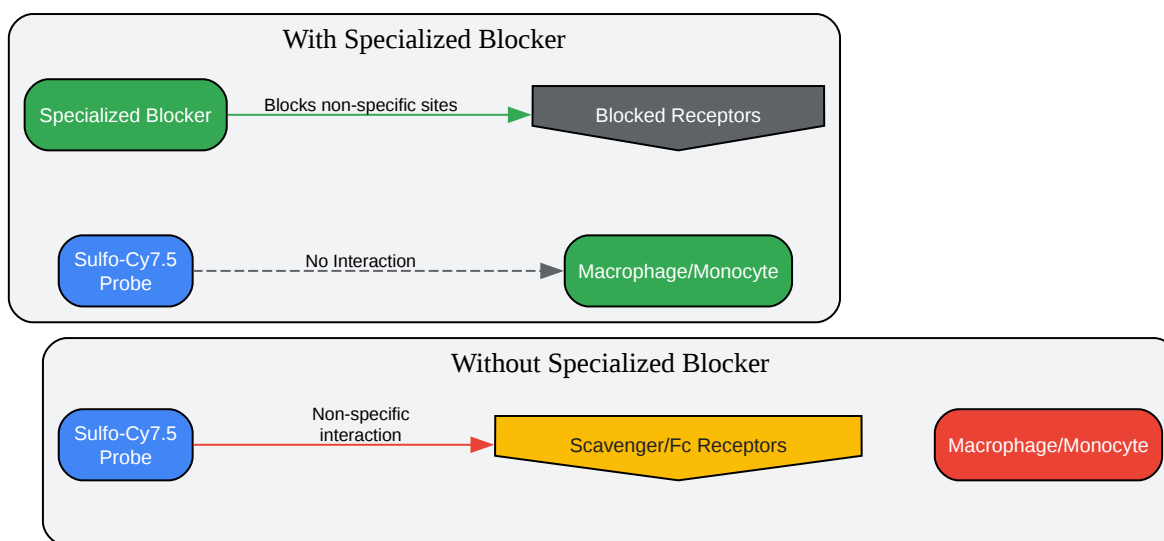 With Specialized Blocker
Specialized Blocker
Blocks non-specific sites
Blocked Receptors
Sulfo-Cy7.5
Probe
No Interaction
Macrophage/Monocyte
Without Specialized Blocker
Sulfo-Cy7.5
Probe
Non-specific
interaction
Scavenger/Fc Receptors
Macrophage/Monocyte